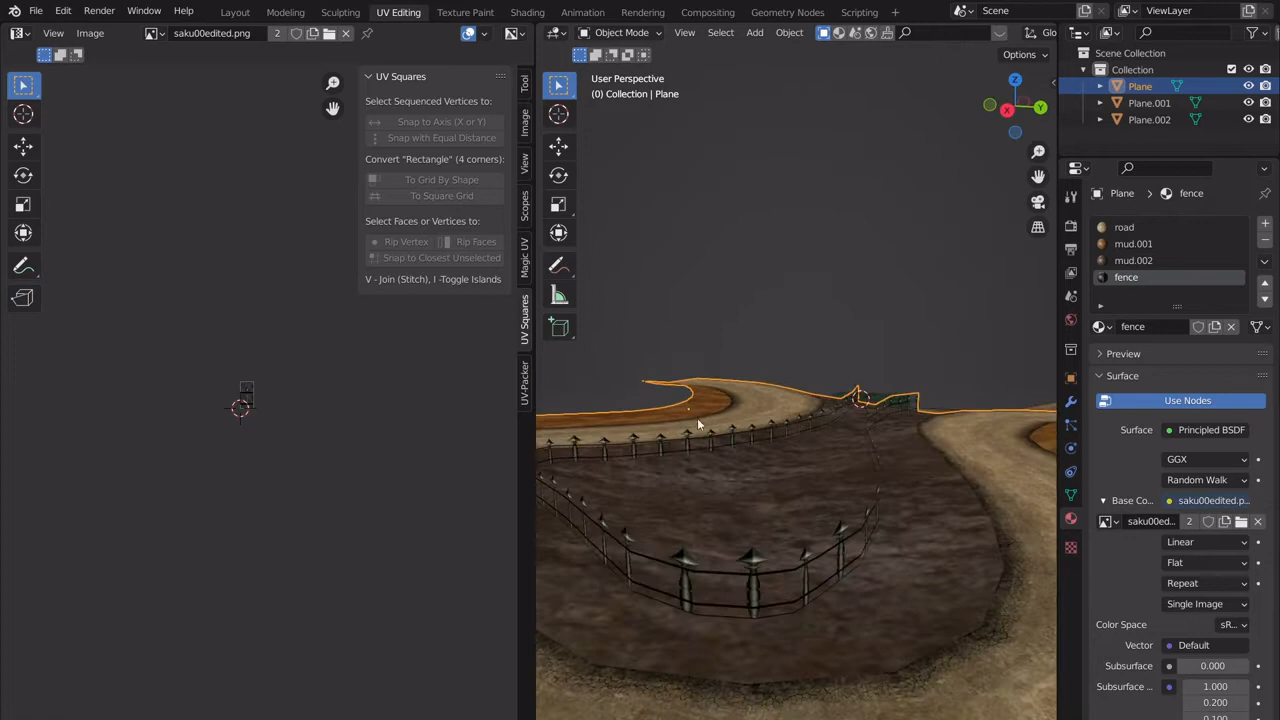 File Edit Render Window Help Layout Modeling Sculpting UV Editing Texture Paint Shading Animation Rendering Compositing Geometry Nodes Scripting + Scene ViewLayer
View Image saku00edited.png 2 Object Mode View Select Add Object Glo
Options
UV Squares
Select Sequenced Vertices to:
Snap to Axis (X or Y)
Snap with Equal Distance
Convert "Rectangle" (4 corners):
To Grid By Shape
To Square Grid
Select Faces or Vertices to:
Rip Vertex Rip Faces
Snap to Closest Unselected
V - Join (Stitch), I -Toggle Islands
Tool
Image
View
Scopes
Magic UV
UV Squares
UV-Packer
User Perspective
(0) Collection | Plane
Z
Y
X
Scene Collection
Collection
Plane
Plane.001
Plane.002
Plane fence
road
mud.001
mud.002
fence
fence
Preview
Surface
Use Nodes
Surface Principled BSDF
GGX
Random Walk
Base Co... saku00edited.p...
saku00ed... 2
Linear
Flat
Repeat
Single Image
Color Space sR...
Vector Default
Subsurface 0.000
Subsurface ... 1.000
0.200
0.100